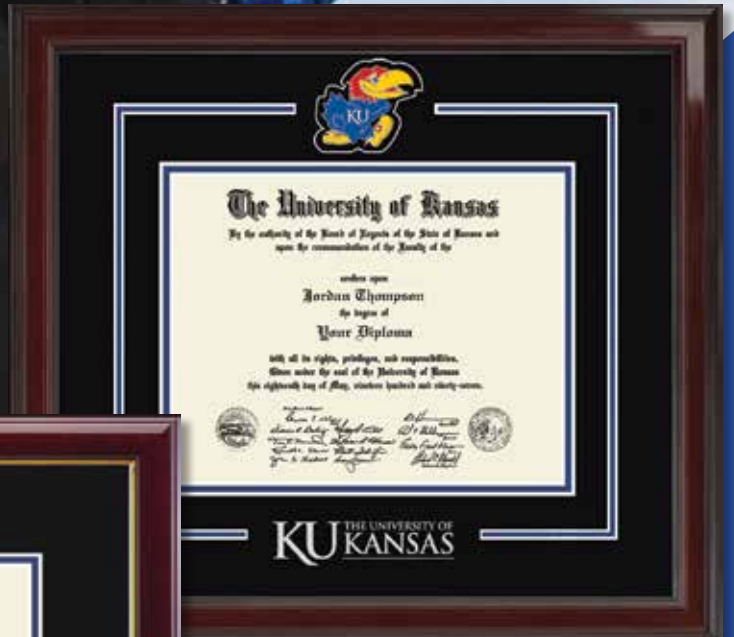 KU
The University of Kansas
By the authority of the Board of Regents of the State of Kansas and
upon the recommendation of the Faculty of the
confers upon
Jordan Thompson
the degree of
Your Diploma
with all its rights, privileges, and responsibilities.
Given under the seal of the University of Kansas
this eighteenth day of May, nineteen hundred and ninety-seven.
KU THE UNIVERSITY OF
KANSAS